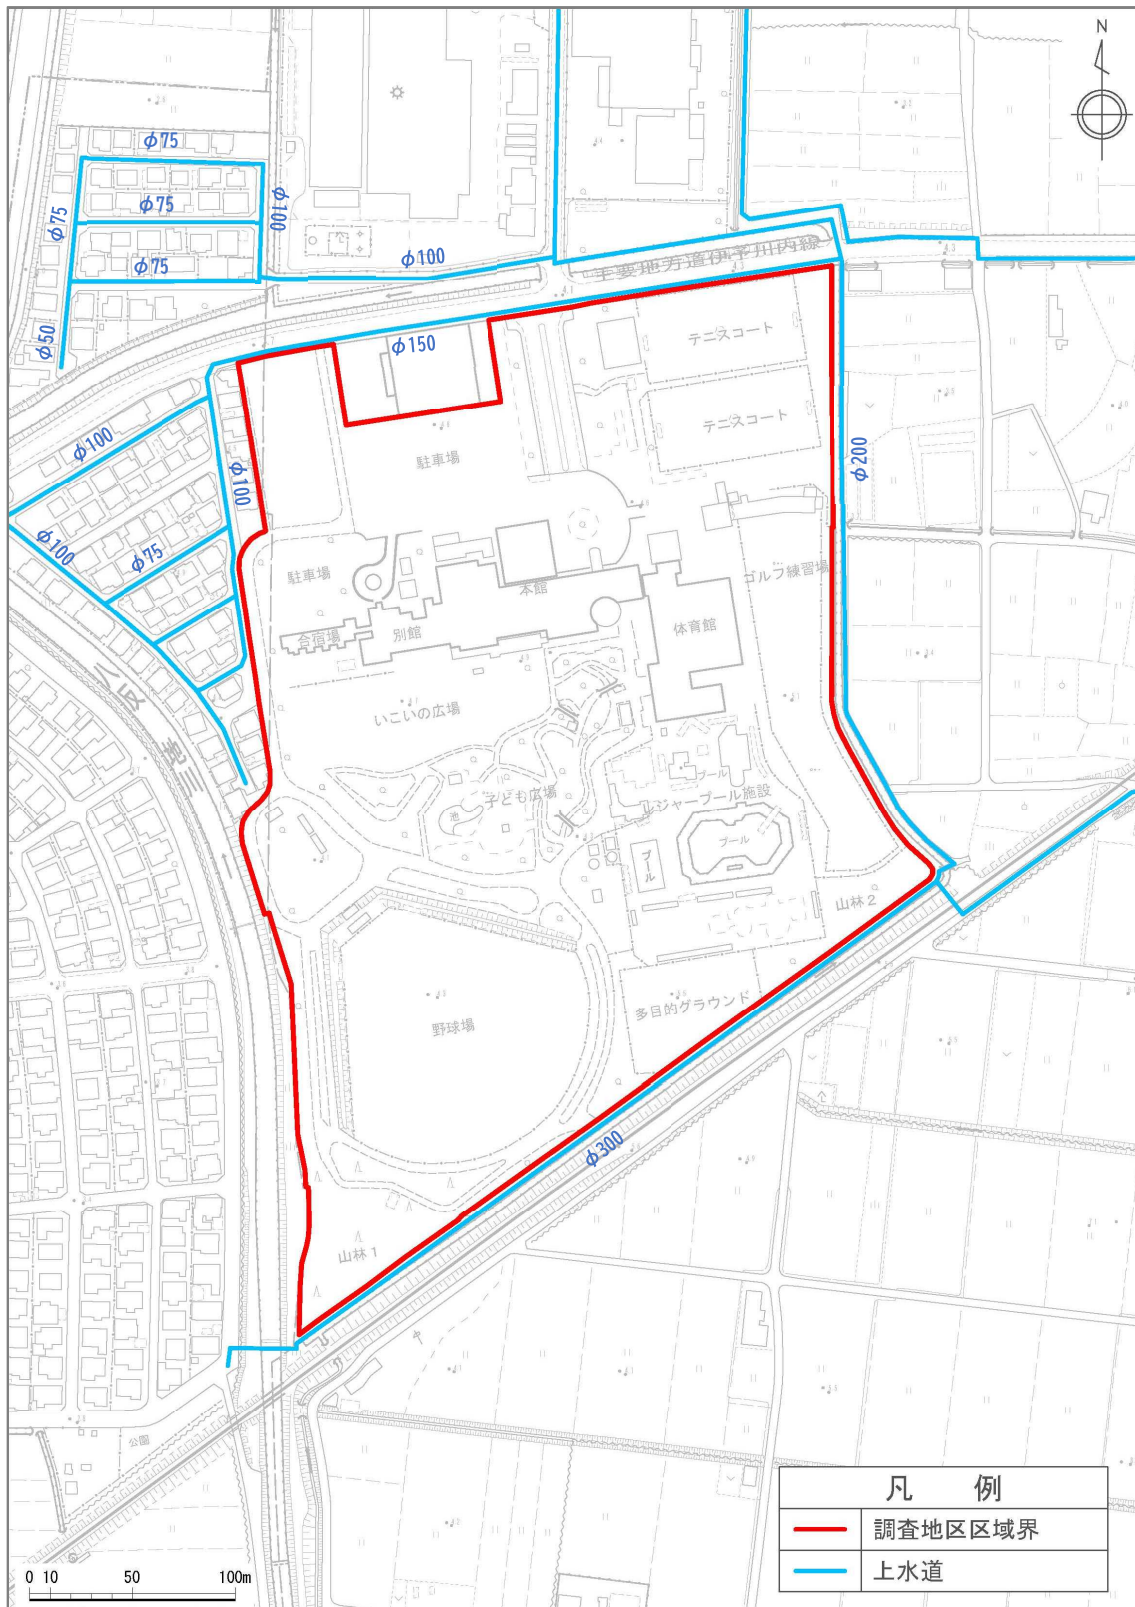 N
φ75
φ75
φ75
φ100
φ75
φ100
主要地方道伊予川内線
φ50
φ150
テニスコート
テニスコート
φ100
φ100
駐車場
φ200
φ100
φ75
駐車場
本館
ゴルフ練習場
合宿場
別館
体育館
いこいの広場
プール
子ども広場
レジャープール施設
池
プール
プール
山林2
多目的グラウンド
野球場
φ300
山林1
公園
凡 例
調査地区区域界
上水道
0 10 50 100m